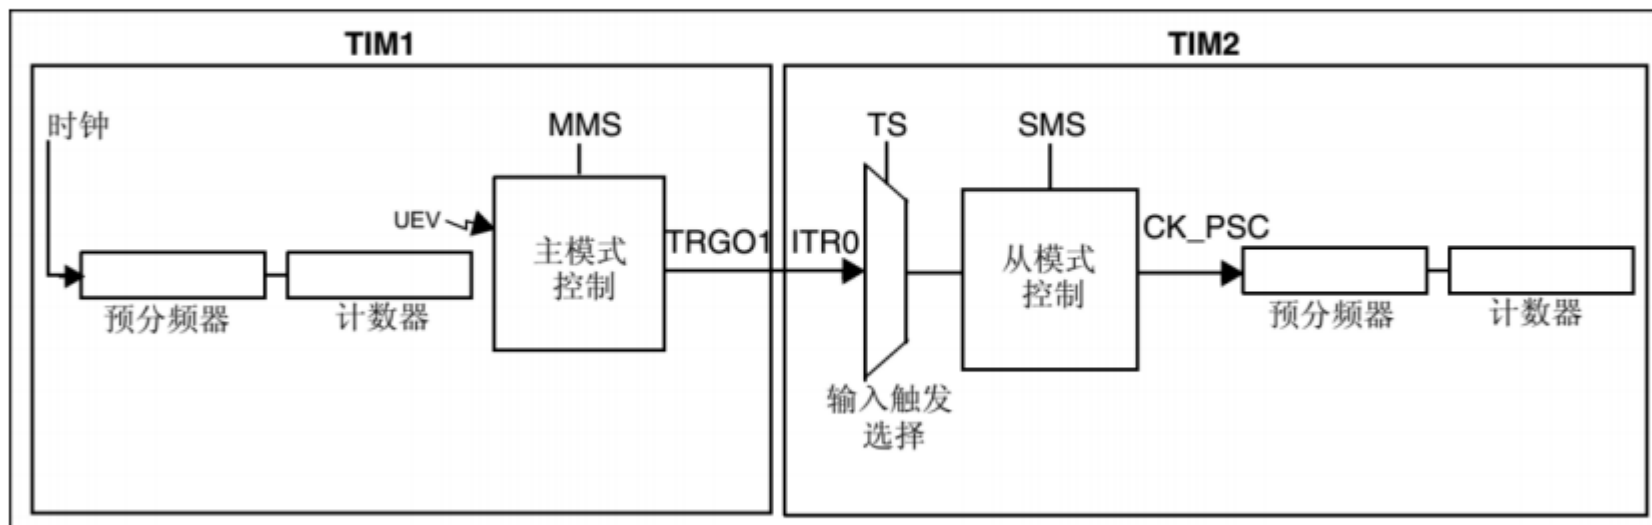 TIM1
TIM2
时钟
MMS
TS
SMS
UEV
主模式
控制
TRGO1
ITR0
从模式
控制
CK_PSC
预分频器
计数器
预分频器
计数器
输入触发
选择